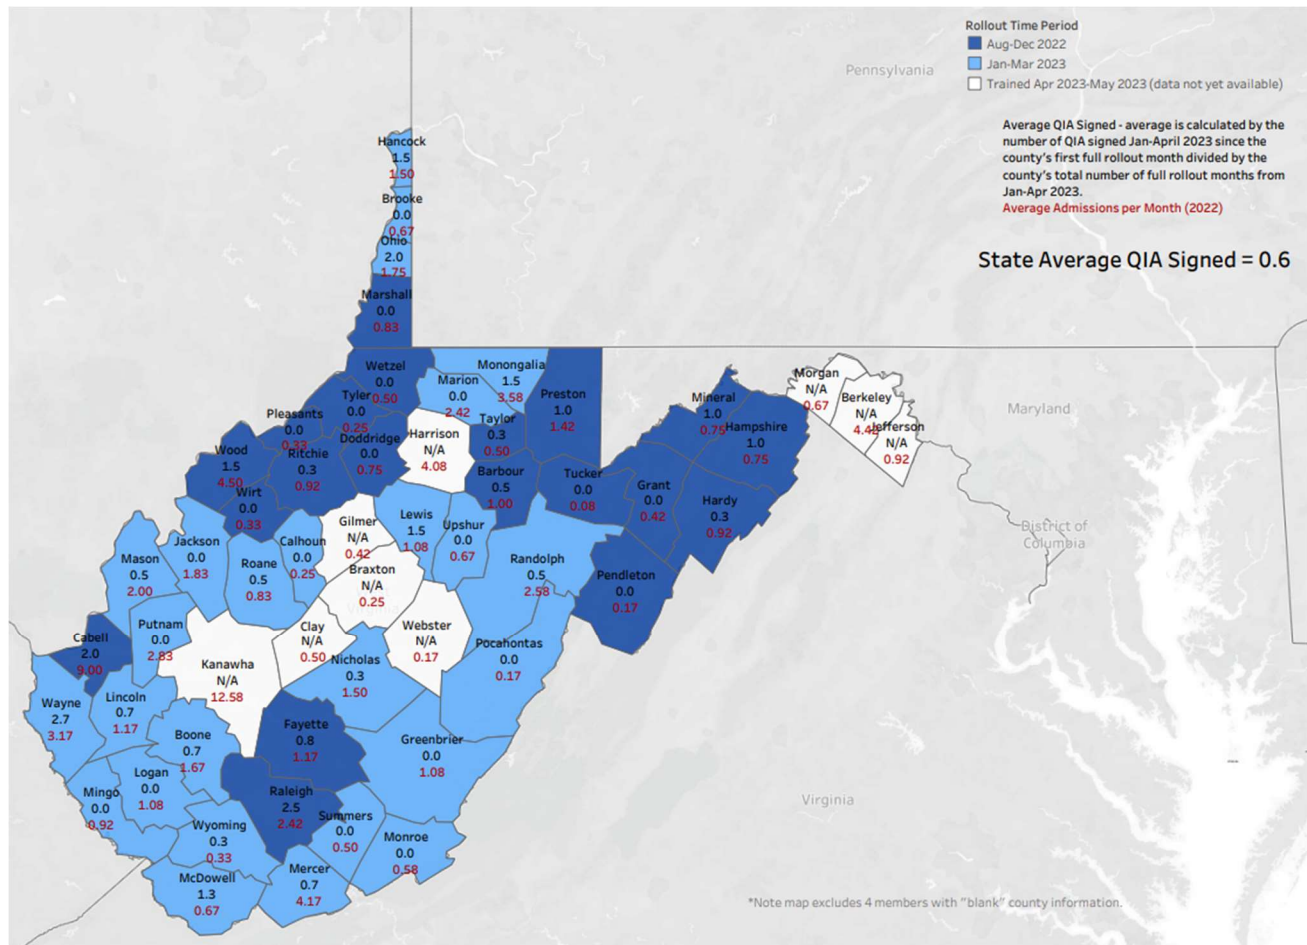 Rollout Time Period
Aug-Dec 2022
Jan-Mar 2023
Trained Apr 2023-May 2023 (data not yet available)
Average QIA Signed - average is calculated by the
number of QIA signed Jan-April 2023 since the
county's first full rollout month divided by the
county's total number of full rollout months from
Jan-Apr 2023.
Average Admissions per Month (2022)
State Average QIA Signed = 0.6
Pennsylvania
Maryland
District of
Columbia
Virginia
Hancock
1.5
1.50
Brooke
0.0
0.67
Ohio
2.0
1.75
Marshall
0.0
0.83
Wetzel
0.0
0.50
Monongalia
1.5
3.58
Marion
0.0
2.42
Preston
1.0
1.42
Tyler
0.0
0.25
Pleasants
0.0
0.33
Doddridge
0.0
0.75
Harrison
N/A
4.08
Taylor
0.3
0.50
Mineral
1.0
0.75
Hampshire
1.0
0.75
Morgan
N/A
0.67
Berkeley
N/A
4.42
Jefferson
N/A
0.92
Wood
1.5
4.50
Ritchie
0.3
0.92
Wirt
0.0
0.33
Barbour
0.5
1.00
Tucker
0.0
0.08
Grant
0.0
0.42
Hardy
0.3
0.92
Mason
0.5
2.00
Jackson
0.0
1.83
Roane
0.5
0.83
Calhoun
0.0
0.25
Gilmer
N/A
0.42
Lewis
1.5
1.08
Upshur
0.0
0.67
Randolph
0.5
2.58
Pendleton
0.0
0.17
Braxton
N/A
0.25
Cabell
2.0
9.00
Putnam
0.0
2.83
Kanawha
N/A
12.58
Clay
N/A
0.50
Nicholas
0.3
1.50
Webster
N/A
0.17
Pocahontas
0.0
0.17
Wayne
2.7
3.17
Lincoln
0.7
1.17
Boone
0.7
1.67
Fayette
0.8
1.17
Greenbrier
0.0
1.08
Mingo
0.0
0.92
Logan
0.0
1.08
Raleigh
2.5
2.42
Wyoming
0.3
0.33
Summers
0.0
0.50
Monroe
0.0
0.58
McDowell
1.3
0.67
Mercer
0.7
4.17
*Note map excludes 4 members with "blank" county information.